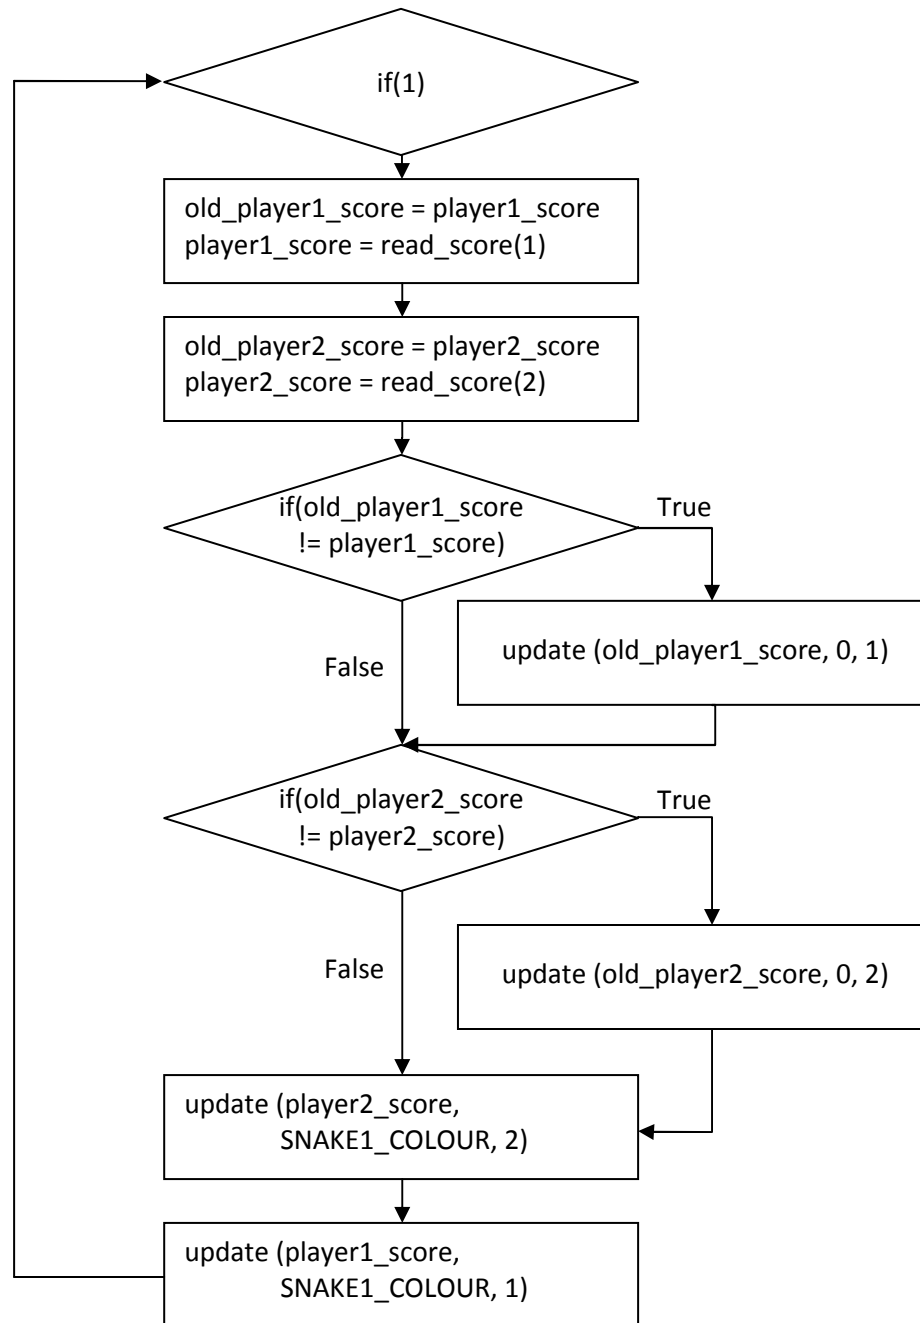 if(1)
old_player1_score = player1_score
player1_score = read_score(1)
old_player2_score = player2_score
player2_score = read_score(2)
if(old_player1_score
!= player1_score)
True
update (old_player1_score, 0, 1)
False
if(old_player2_score
!= player2_score)
True
update (old_player2_score, 0, 2)
False
update (player2_score,
SNAKE1_COLOUR, 2)
update (player1_score,
SNAKE1_COLOUR, 1)